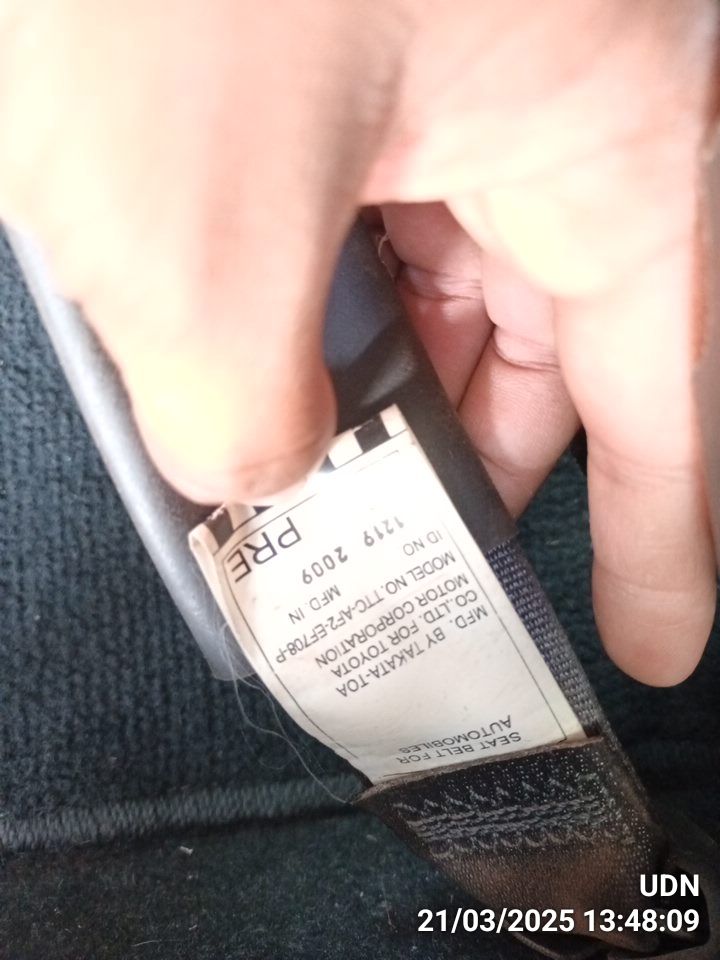 SEAT BELT FOR
AUTOMOBILES
MFD. BY TAKATA-TOA
CO.,LTD. FOR TOYOTA
MOTOR CORPORATION
MODEL NO.TTC-AF2-EF708-P
ID NO MFD. IN
1219 2009
PRE
UDN
21/03/2025 13:48:09